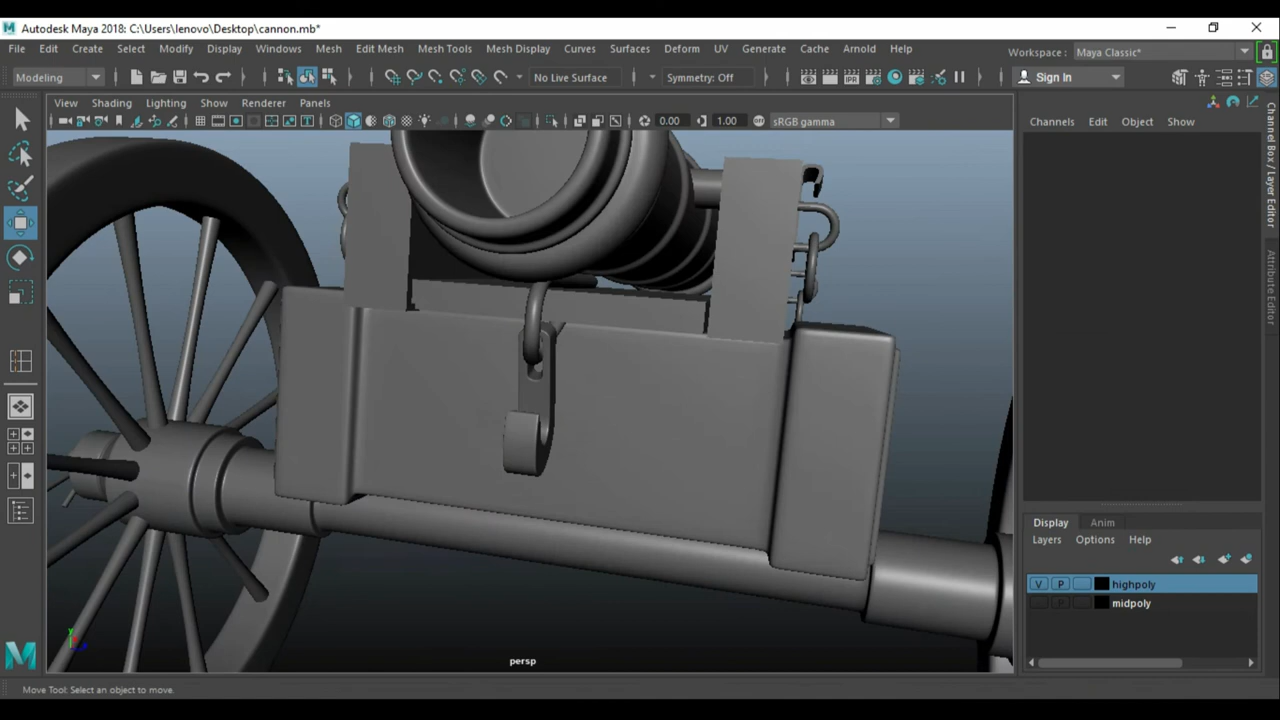 Autodesk Maya 2018: C:\Users\lenovo\Desktop\cannon.mb*
File Edit Create Select Modify Display Windows Mesh Edit Mesh Mesh Tools Mesh Display Curves Surfaces Deform UV Generate Cache Arnold Help
Workspace : Maya Classic*
Modeling No Live Surface Symmetry: Off Sign In
View Shading Lighting Show Renderer Panels
0.00 1.00 sRGB gamma
Channels Edit Object Show
Channel Box / Layer Editor
Attribute Editor
Display Anim
Layers Options Help
V P highpoly
P midpoly
persp
Move Tool: Select an object to move.